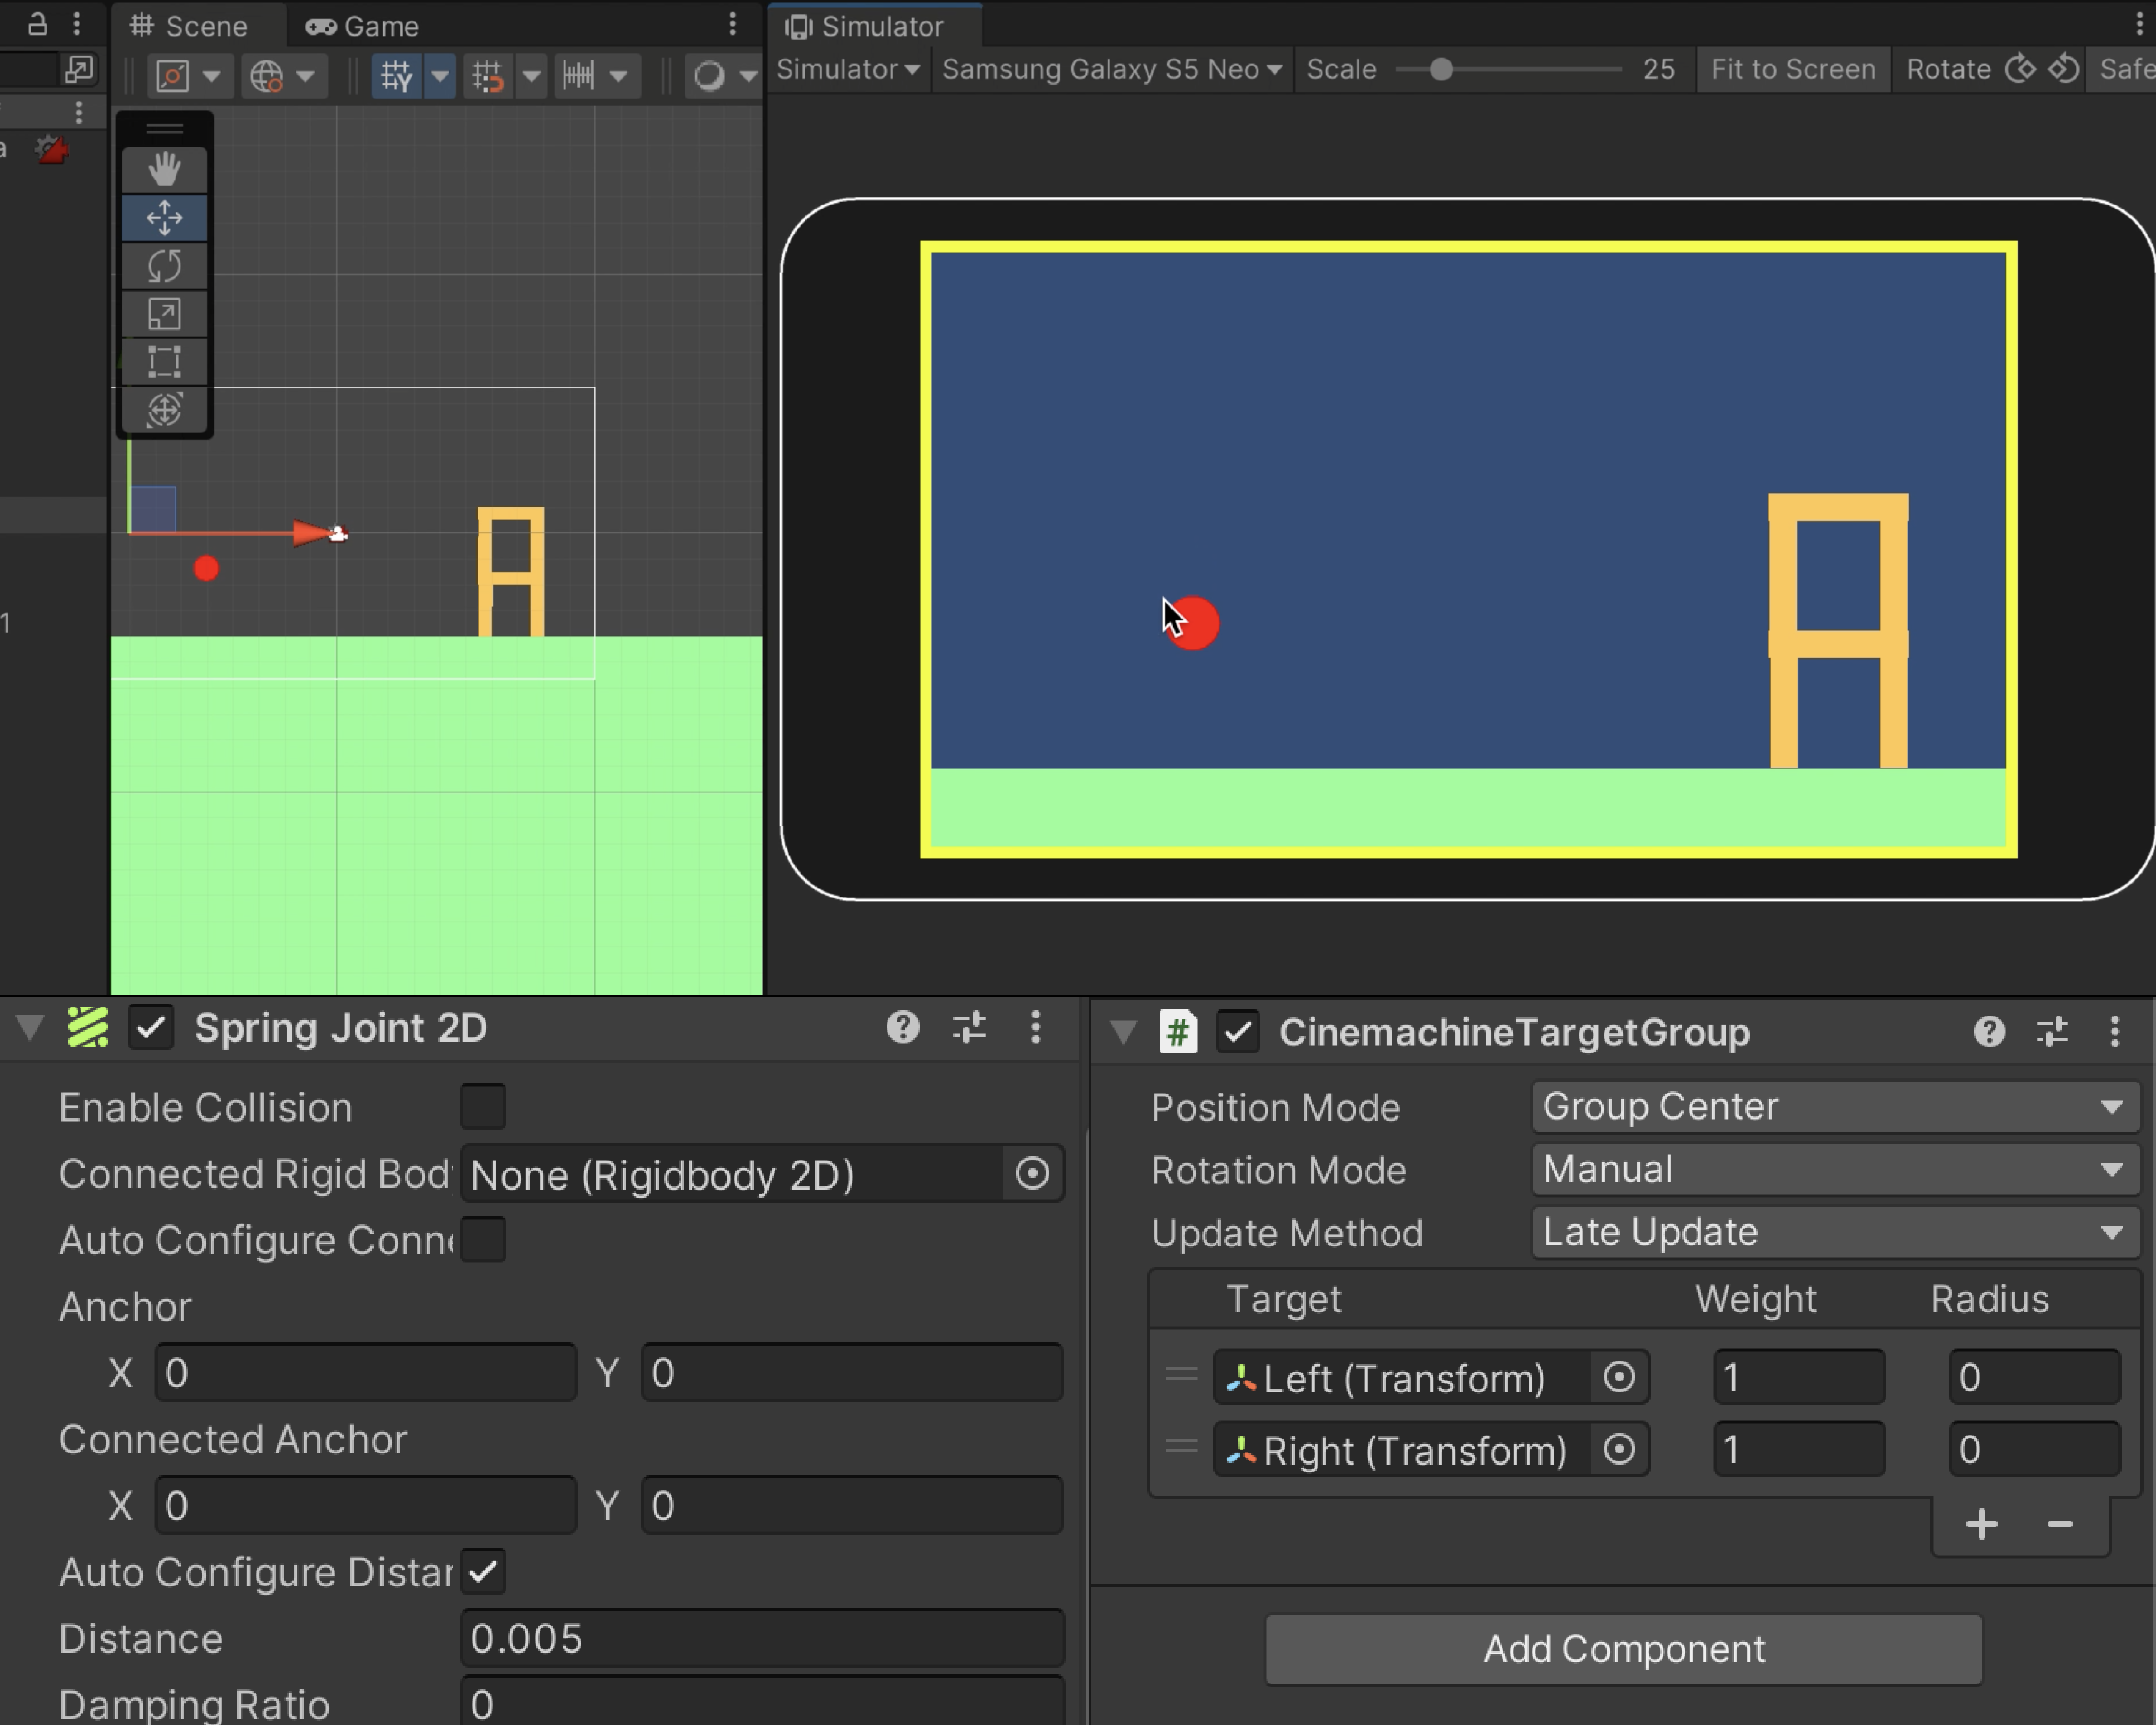 Scene
Game
Simulator
Simulator
Samsung Galaxy S5 Neo
Scale
25
Fit to Screen
Rotate
Safe
a
1
Spring Joint 2D
Enable Collision
Connected Rigid Bod
None (Rigidbody 2D)
Auto Configure Conne
Anchor
X 0 Y 0
Connected Anchor
X 0 Y 0
Auto Configure Distar
Distance 0.005
Damping Ratio 0
CinemachineTargetGroup
Position Mode Group Center
Rotation Mode Manual
Update Method Late Update
Target Weight Radius
Left (Transform) 1 0
Right (Transform) 1 0
+ −
Add Component